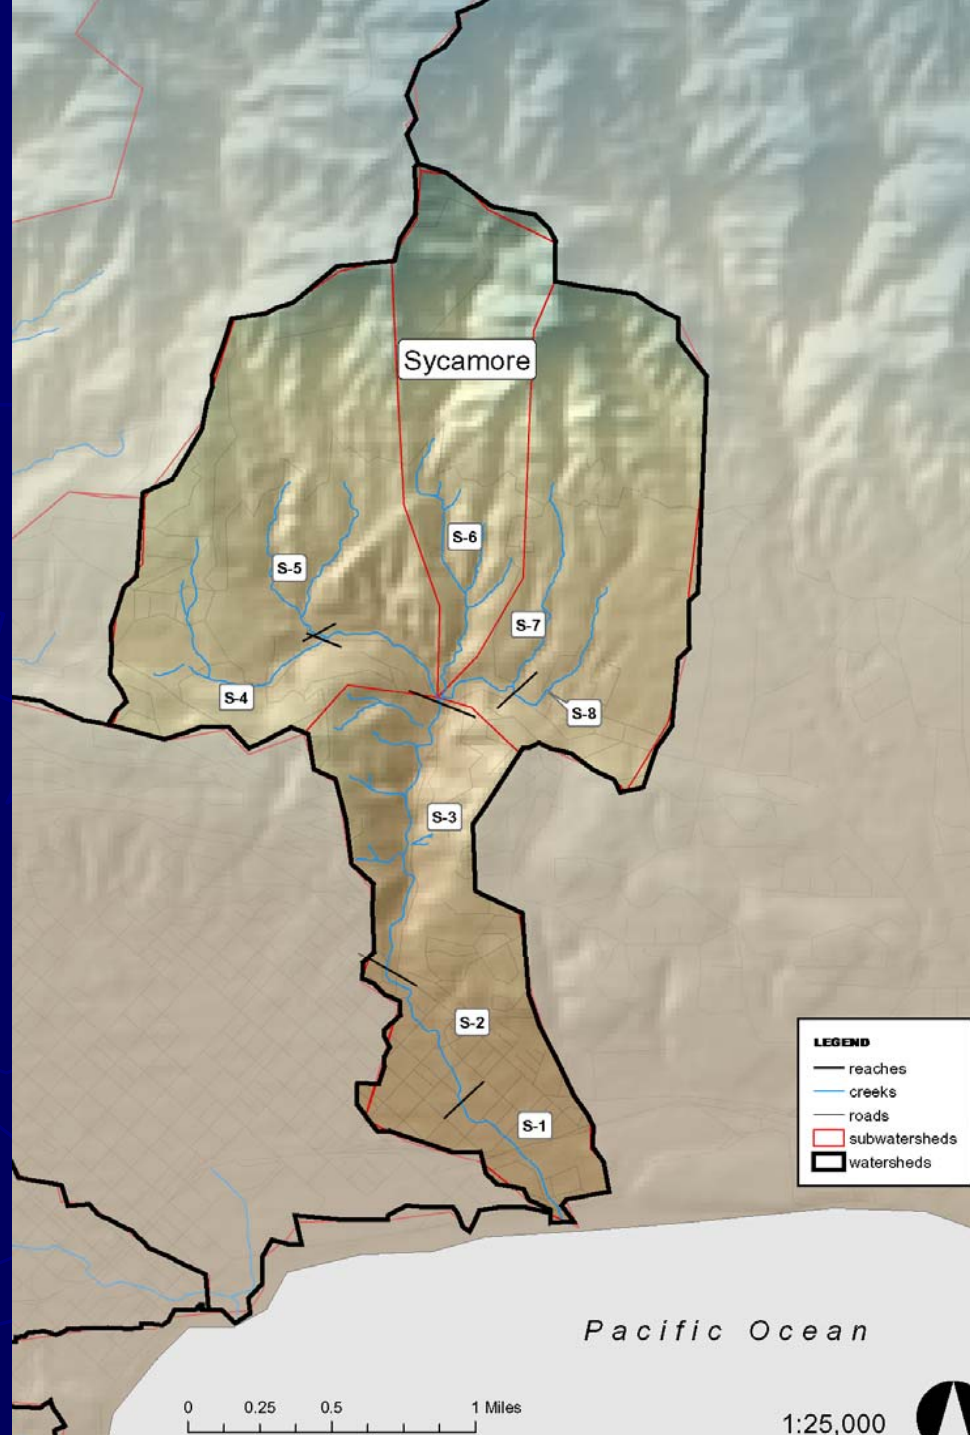 Sycamore
S-6
S-5
S-7
S-4
S-8
S-3
S-2
S-1
LEGEND
reaches
creeks
roads
subwatersheds
watersheds
Pacific Ocean
0 0.25 0.5 1 Miles
1:25,000